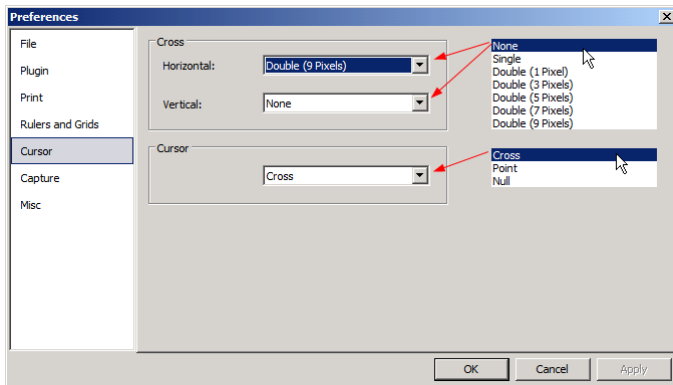 Preferences
File
Plugin
Print
Rulers and Grids
Cursor
Capture
Misc
Cross
Horizontal:
Double (9 Pixels)
Vertical:
None
Cursor
Cross
None
Single
Double (1 Pixel)
Double (3 Pixels)
Double (5 Pixels)
Double (7 Pixels)
Double (9 Pixels)
Cross
Point
Null
OK
Cancel
Apply